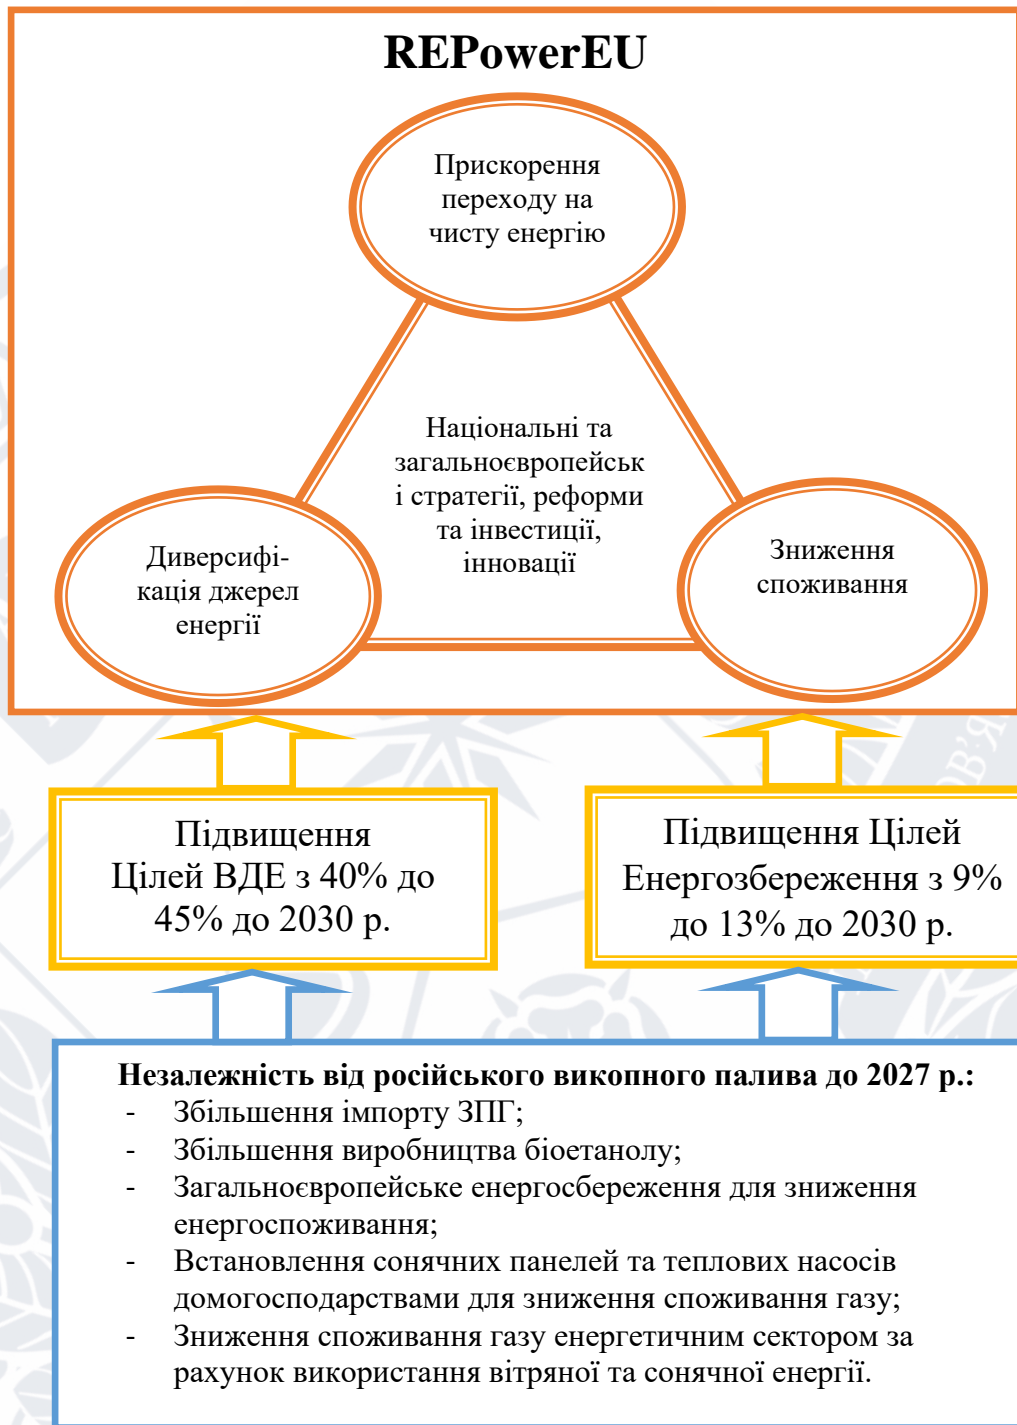 REPowerEU
Прискорення
переходу на
чисту енергію
Національні та
загальноєвропейськ
і стратегії, реформи
та інвестиції,
інновації
Диверсифі-
кація джерел
енергії
Зниження
споживання
Підвищення
Цілей ВДЕ з 40% до
45% до 2030 р.
Підвищення Цілей
Енергозбереження з 9%
до 13% до 2030 р.
Незалежність від російського викопного палива до 2027 р.:
- Збільшення імпорту ЗПГ;
- Збільшення виробництва біоетанолу;
- Загальноєвропейське енергосбереження для зниження
енергоспоживання;
- Встановлення сонячних панелей та теплових насосів
домогосподарствами для зниження споживання газу;
- Зниження споживання газу енергетичним сектором за
рахунок використання вітряної та сонячної енергії.